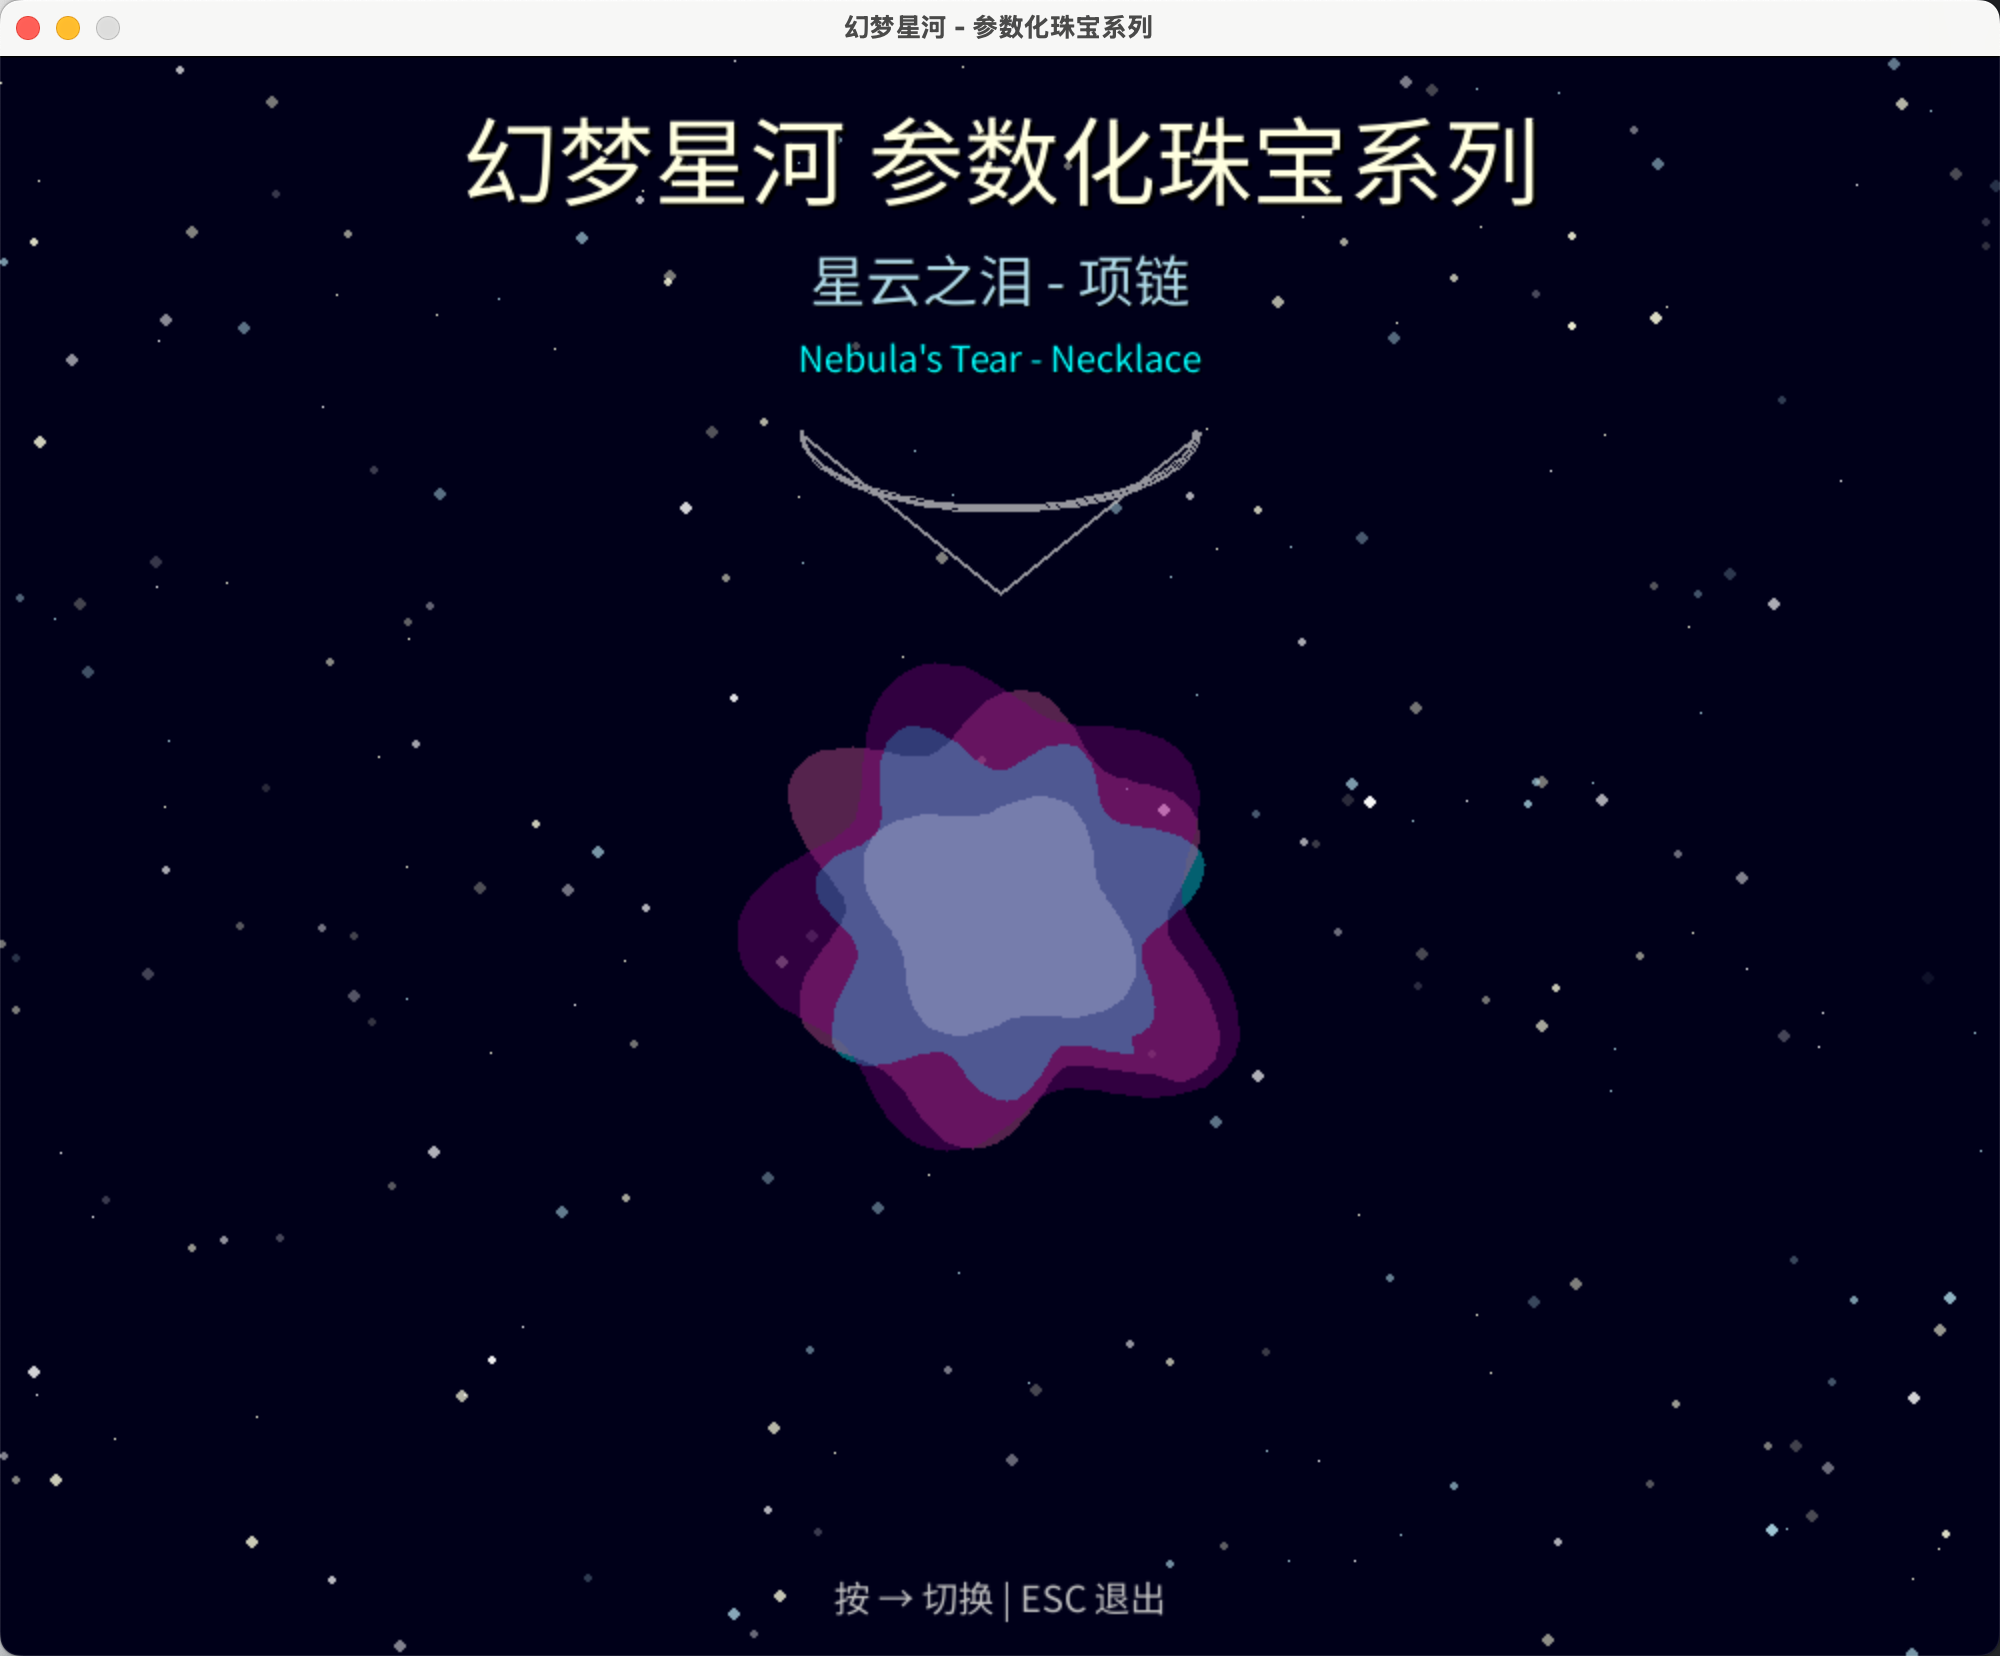 幻梦星河 - 参数化珠宝系列
幻梦星河 参数化珠宝系列
星云之泪 - 项链
Nebula's Tear - Necklace
按 → 切换 | ESC 退出